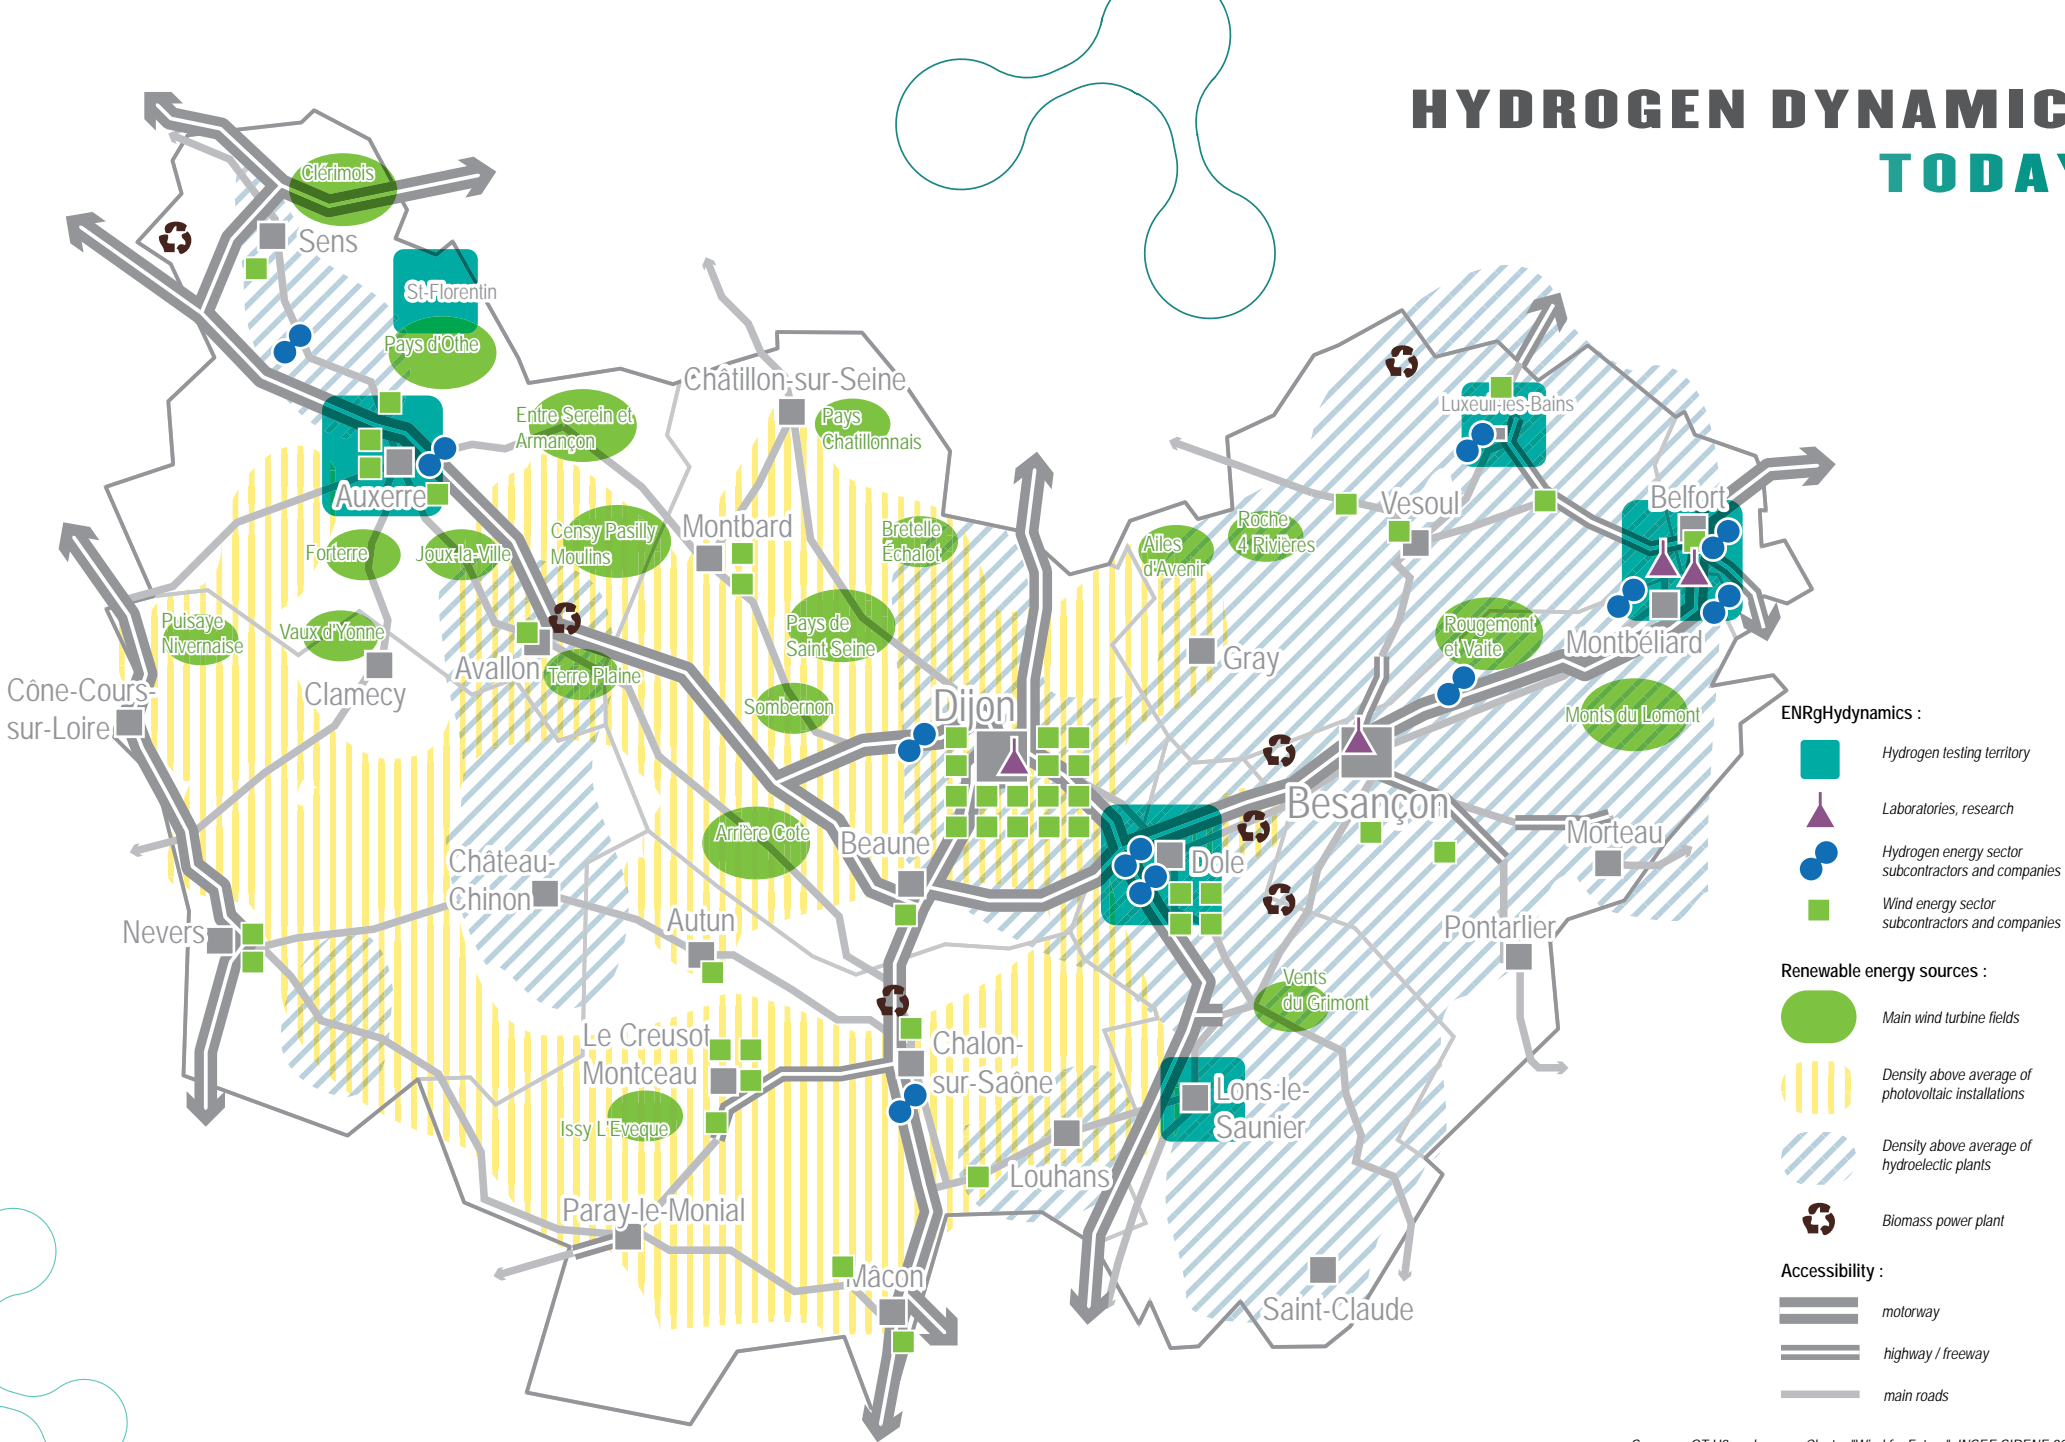 HYDROGEN DYNAMIC
TODAY
Clérimois
Sens
St-Florentin
Pays d'Othe
Châtillon-sur-Seine
Entre Serein et
Armançon
Pays
Chatillonnais
Luxeuil-les-Bains
Auxerre
Vesoul
Belfort
Forterre
Joux-la-Ville
Censy Pasilly
Moulins
Montbard
Bretelle
Échalot
Ailes
d'Avenir
Roche
4 Rivières
Puisaye
Nivernaise
Vaux d'Yonne
Pays de
Saint Seine
Rougemont
et Vaite
Montbéliard
Avallon
Terre Plaine
Gray
Clamecy
Cône-Cours-
sur-Loire
Sombernon
Dijon
Monts du Lomont
Besançon
Arrière Cote
Beaune
Morteau
Dole
Château-
Chinon
Autun
Nevers
Pontarlier
Vents
du Grimont
Le Creusot
Montceau
Chalon-
sur-Saône
Issy L'Eveque
Lons-le-
Saunier
Louhans
Paray-le-Monial
Mâcon
Saint-Claude
ENRgHydynamics :
Hydrogen testing territory
Laboratories, research
Hydrogen energy sector
subcontractors and companies
Wind energy sector
subcontractors and companies
Renewable energy sources :
Main wind turbine fields
Density above average of
photovoltaic installations
Density above average of
hydroelectic plants
Biomass power plant
Accessibility :
motorway
highway / freeway
main roads